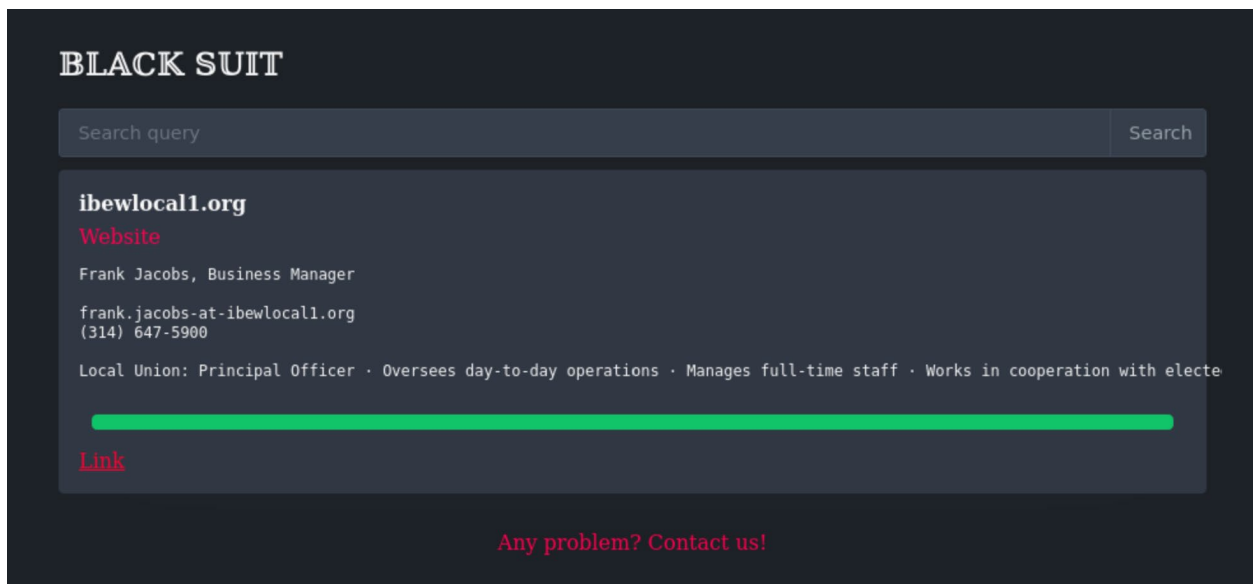 BLACK SUIT
Search query
Search
ibewlocal1.org
Website
Frank Jacobs, Business Manager
frank.jacobs-at-ibewlocal1.org
(314) 647-5900
Local Union: Principal Officer · Oversees day-to-day operations · Manages full-time staff · Works in cooperation with electe
Link
Any problem? Contact us!